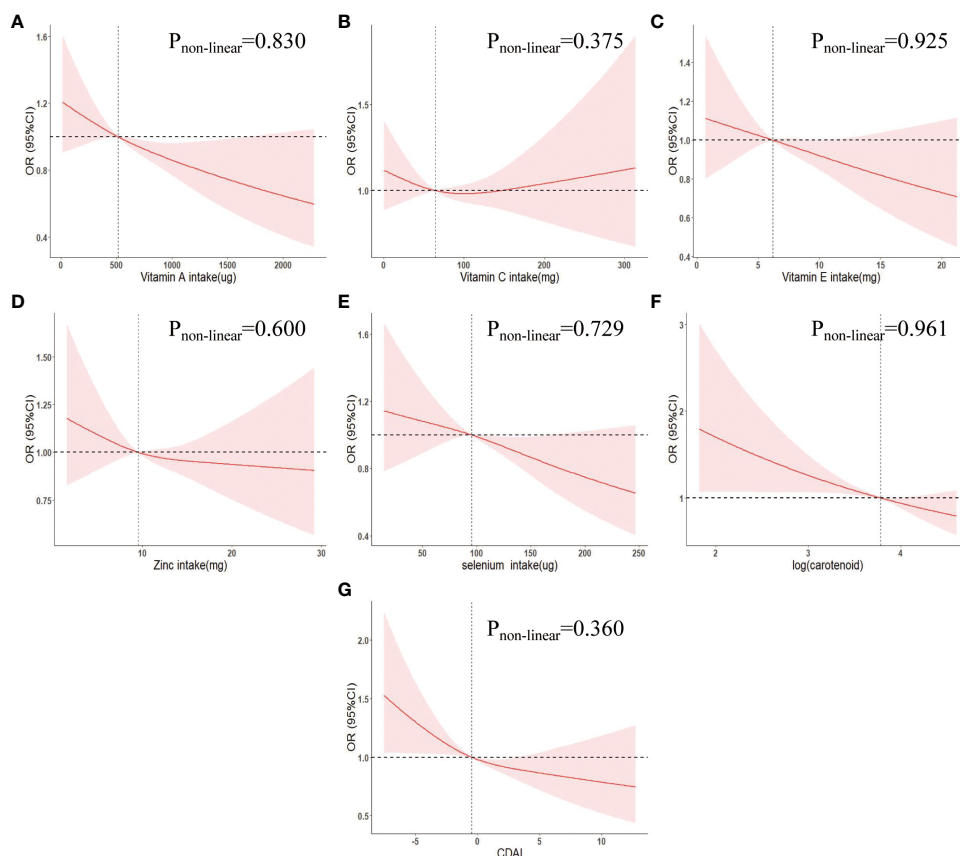 A
P non-linear=0.830
OR (95%CI)
1.6
1.2
0.8
0.4
0
500
1000
1500
2000
Vitamin A intake(ug)
B
P non-linear=0.375
OR (95%CI)
1.5
1.0
0
100
200
300
Vitamin C intake(mg)
C
P non-linear=0.925
OR (95%CI)
1.4
1.2
1.0
0.8
0.6
0.4
0
5
10
15
20
Vitamin E intake(mg)
D
P non-linear=0.600
OR (95%CI)
1.50
1.25
1.00
0.75
10
20
30
Zinc intake(mg)
E
P non-linear=0.729
OR (95%CI)
1.6
1.2
0.8
0.4
50
100
150
200
250
selenium intake(ug)
F
P non-linear=0.961
OR (95%CI)
3
2
1
2
3
4
log(carotenoid)
G
P non-linear=0.360
OR (95%CI)
2.0
1.5
1.0
0.5
-5
0
5
10
CDAI